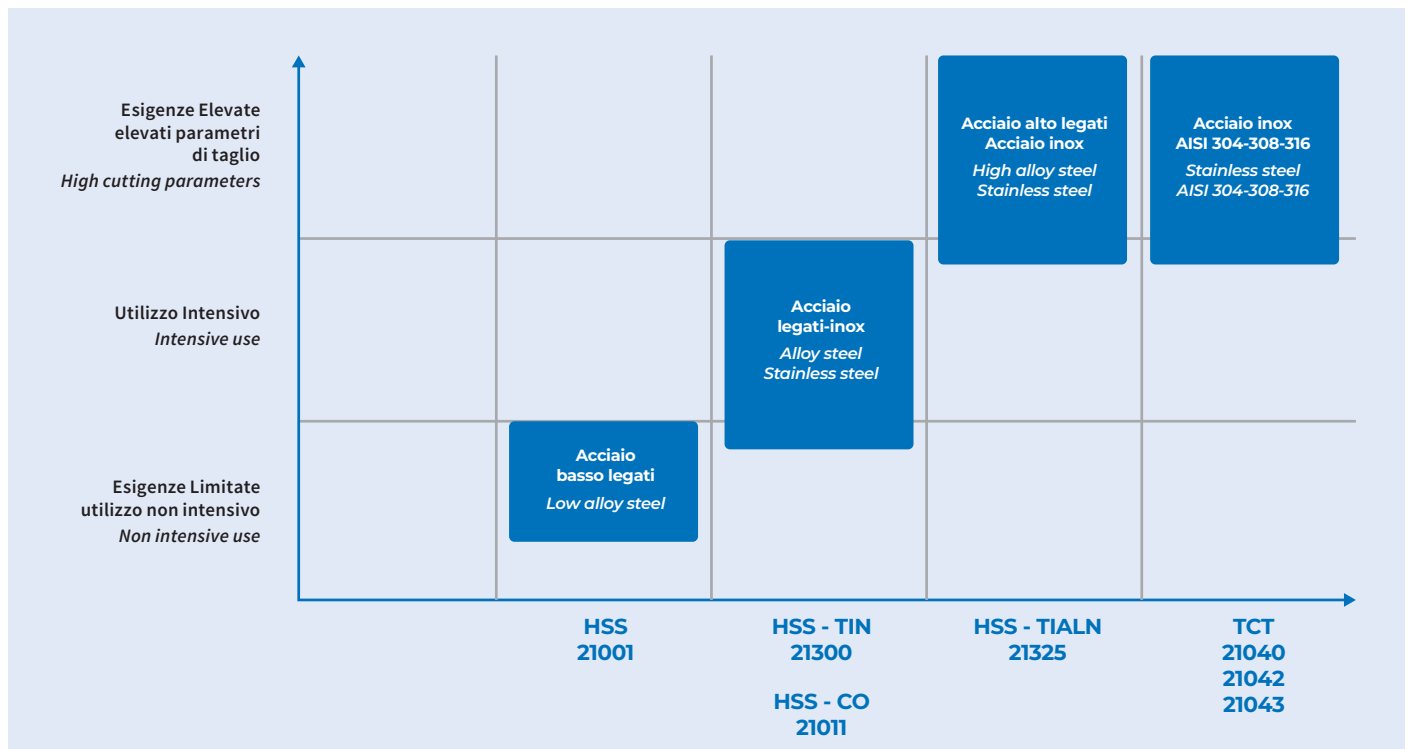 Esigenze Elevate
elevati parametri
di taglio
High cutting parameters
Acciaio alto legati
Acciaio inox
High alloy steel
Stainless steel
Acciaio inox
AISI 304-308-316
Stainless steel
AISI 304-308-316
Utilizzo Intensivo
Intensive use
Acciaio
legati-inox
Alloy steel
Stainless steel
Esigenze Limitate
utilizzo non intensivo
Non intensive use
Acciaio
basso legati
Low alloy steel
HSS
21001
HSS - TIN
21300
HSS - CO
21011
HSS - TIALN
21325
TCT
21040
21042
21043